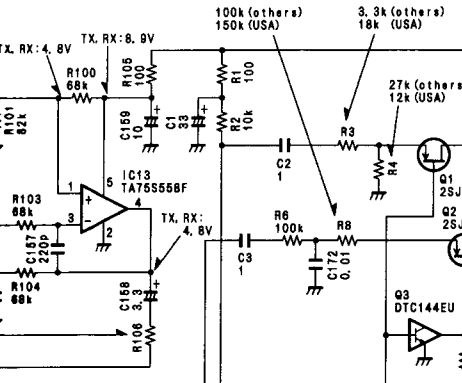 100k (others)
150k (USA)
3. 3k (others)
18k (USA)
TX, RX: 4. 8V
TX, RX: 8. 9V
R100
68k
R105
100
R1
100
27k (others
12k (USA)
R101
82k
C159
10
C1
33
R2
10k
R3
R4
C2
1
Q1
2SJ
IC13
TA75S558F
1
5
4
3
2
R103
68k
C157
220p
TX, RX:
4. 8V
R6
100k
R8
Q2
2SJ
C3
1
C172
0. 01
R104
68k
C158
3. 3
R106
Q3
DTC144EU